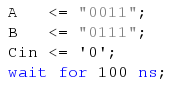 A   <= "0011";
B   <= "0111";
Cin <= '0';
wait for 100 ns;